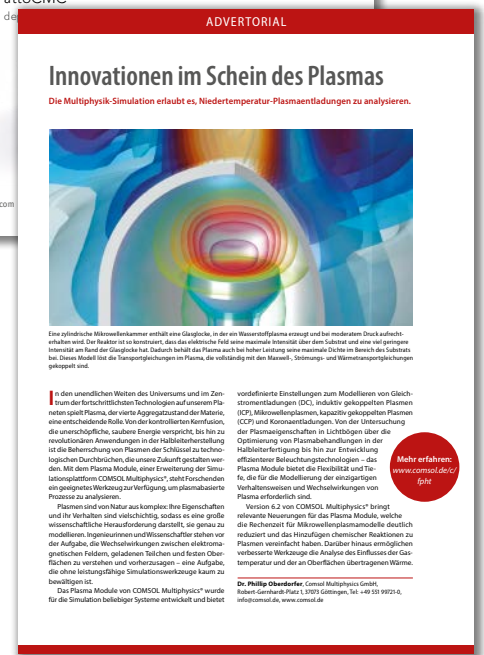 ADVERTORIAL
Innovationen im Schein des Plasmas
Die Multiphysik-Simulation erlaubt es, Niedertemperatur-Plasmaentladungen zu analysieren.
com
Eine zylindrische Mikrowellenkammer enthält eine Glasglocke, in der ein Wasserstoffplasma erzeugt und bei moderatem Druck aufrecht-
erhalten wird. Der Reaktor ist so konstruiert, dass das elektrische Feld seine maximale Intensität über dem Substrat und eine viel geringere
Intensität am Rand der Glasglocke hat. Dadurch behält das Plasma auch bei hoher Leistung seine maximale Dichte im Bereich des Substrats
bei. Dieses Modell löst die Transportgleichungen im Plasma, die vollständig mit den Maxwell-, Strömungs- und Wärmetransportgleichungen
gekoppelt sind.
In den unendlichen Weiten des Universums und im Zen-
trum der fortschrittlichsten Technologien auf unserem Pla-
neten spielt Plasma, der vierte Aggregatzustand der Materie,
eine entscheidende Rolle. Von der kontrollierten Kernfusion,
die unerschöpfliche, saubere Energie verspricht, bis hin zu
revolutionären Anwendungen in der Halbleiterherstellung
ist die Beherrschung von Plasmen der Schlüssel zu techno-
logischen Durchbrüchen, die unsere Zukunft gestalten wer-
den. Mit dem Plasma Module, einer Erweiterung der Simu-
lationsplattform COMSOL Multiphysics®, steht Forschenden
ein geeignetes Werkzeug zur Verfügung, um plasmabasierte
Prozesse zu analysieren.
Plasmen sind von Natur aus komplex: Ihre Eigenschaften
und ihr Verhalten sind vielschichtig, sodass es eine große
wissenschaftliche Herausforderung darstellt, sie genau zu
modellieren. Ingenieurinnen und Wissenschaftler stehen vor
der Aufgabe, die Wechselwirkungen zwischen elektroma-
gnetischen Feldern, geladenen Teilchen und festen Ober-
flächen zu verstehen und vorherzusagen – eine Aufgabe,
die ohne leistungsfähige Simulationswerkzeuge kaum zu
bewältigen ist.
Das Plasma Module von COMSOL Multiphysics® wurde
für die Simulation beliebiger Systeme entwickelt und bietet
vordefinierte Einstellungen zum Modellieren von Gleich-
stromentladungen (DC), induktiv gekoppelten Plasmen
(ICP), Mikrowellenplasmen, kapazitiv gekoppelten Plasmen
(CCP) und Koronaentladungen. Von der Untersuchung
der Plasmaeigenschaften in Lichtbögen über die
Optimierung von Plasmabehandlungen in der
Halbleiterfertigung bis hin zur Entwicklung
effizienterer Beleuchtungstechnologien – das
Plasma Module bietet die Flexibilität und Tie-
fe, die für die Modellierung der einzigartigen
Verhaltensweisen und Wechselwirkungen von
Plasma erforderlich sind.
Version 6.2 von COMSOL Multiphysics® bringt
relevante Neuerungen für das Plasma Module, welche
die Rechenzeit für Mikrowellenplasmamodelle deutlich
reduziert und das Hinzufügen chemischer Reaktionen zu
Plasmen vereinfacht haben. Darüber hinaus ermöglichen
verbesserte Werkzeuge die Analyse des Einflusses der Gas-
temperatur und der an Oberflächen übertragenen Wärme.
Mehr erfahren:
www.comsol.de/c/
fpht
Dr. Phillip Oberdorfer, Comsol Multiphysics GmbH,
Robert-Gernhardt-Platz 1, 37073 Göttingen, Tel: +49 551 99721-0,
info@comsol.de, www.comsol.de